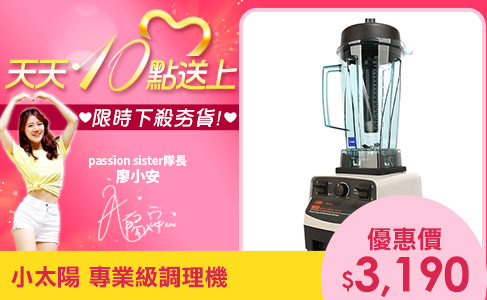 天天10點送上
♥限時下殺夯貨!♥
passion sister隊長
廖小安
小太陽 專業級調理機
優惠價
$3,190